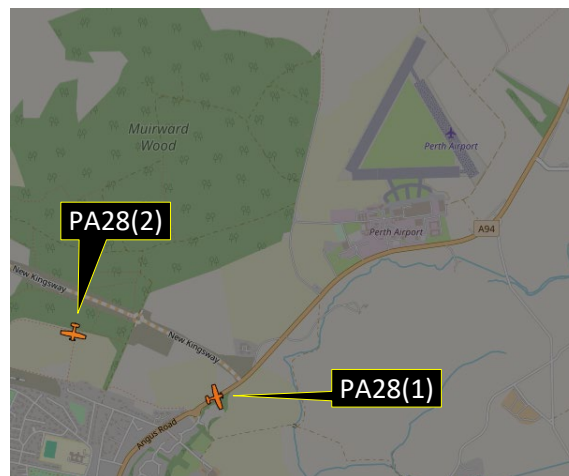 Muirward
Wood
Perth Airport
PA28(2)
Perth Airport
A94
New Kingsway
New Kingsway
PA28(1)
Angus Road